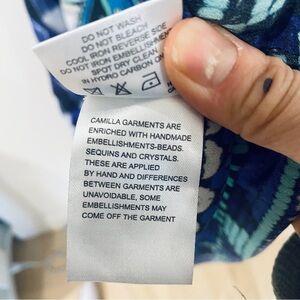 DO NOT WASH
DO NOT BLEACH
COOL IRON REVERSE SIDE
DO NOT IRON EMBELLISHMENT
SPOT DRY CLEAN
IN HYDRO CARBON
CAMILLA GARMENTS ARE
ENRICHED WITH HANDMADE
EMBELLISHMENTS-BEADS.
SEQUINS AND CRYSTALS.
THESE ARE APPLIED
BY HAND AND DIFFERENCES
BETWEEN GARMENTS ARE
UNAVOIDABLE, SOME
EMBELLISHMENTS MAY
COME OFF THE GARMENT